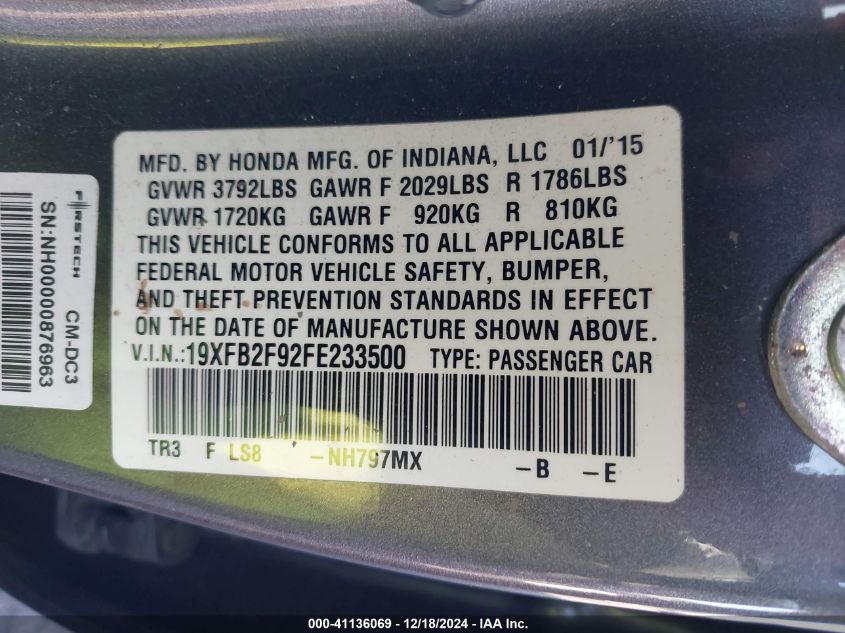 MFD. BY HONDA MFG. OF INDIANA, LLC 01/'15
GVWR 3792LBS GAWR F 2029LBS R 1786LBS
GVWR 1720KG GAWR F 920KG R 810KG
THIS VEHICLE CONFORMS TO ALL APPLICABLE
FEDERAL MOTOR VEHICLE SAFETY, BUMPER,
AND THEFT PREVENTION STANDARDS IN EFFECT
ON THE DATE OF MANUFACTURE SHOWN ABOVE.
V.I.N.:19XFB2F92FE233500 TYPE: PASSENGER CAR
TR3 F LS8 -NH797MX -B -E
FIRSTECH CM-DC3
SN:NH00000876963
000-41136069 - 12/18/2024 - IAA Inc.